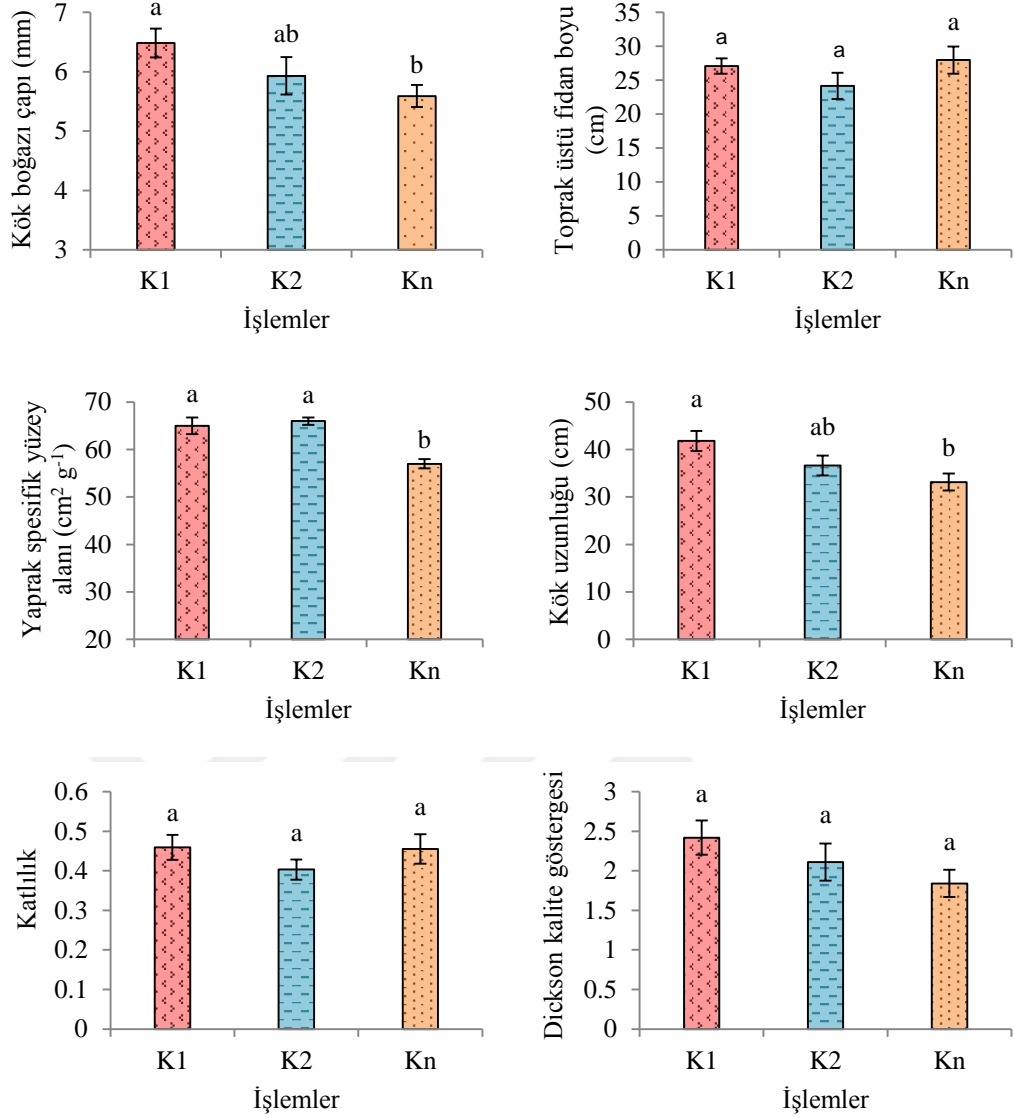 Kök boğazı çapı (mm)
7
6
5
4
3
a
ab
b
K1 K2 Kn
İşlemler
Toprak üstü fidan boyu
(cm)
35
30
25
20
15
10
5
0
a
a
a
K1 K2 Kn
İşlemler
Yaprak spesifik yüzey
alanı (cm² g⁻¹)
70
60
50
40
30
20
a
a
b
K1 K2 Kn
İşlemler
Kök uzunluğu (cm)
50
40
30
20
10
0
a
ab
b
K1 K2 Kn
İşlemler
Katlılık
0.6
0.5
0.4
0.3
0.2
0.1
0
a
a
a
K1 K2 Kn
İşlemler
Dickson kalite göstergesi
3
2.5
2
1.5
1
0.5
0
a
a
a
K1 K2 Kn
İşlemler